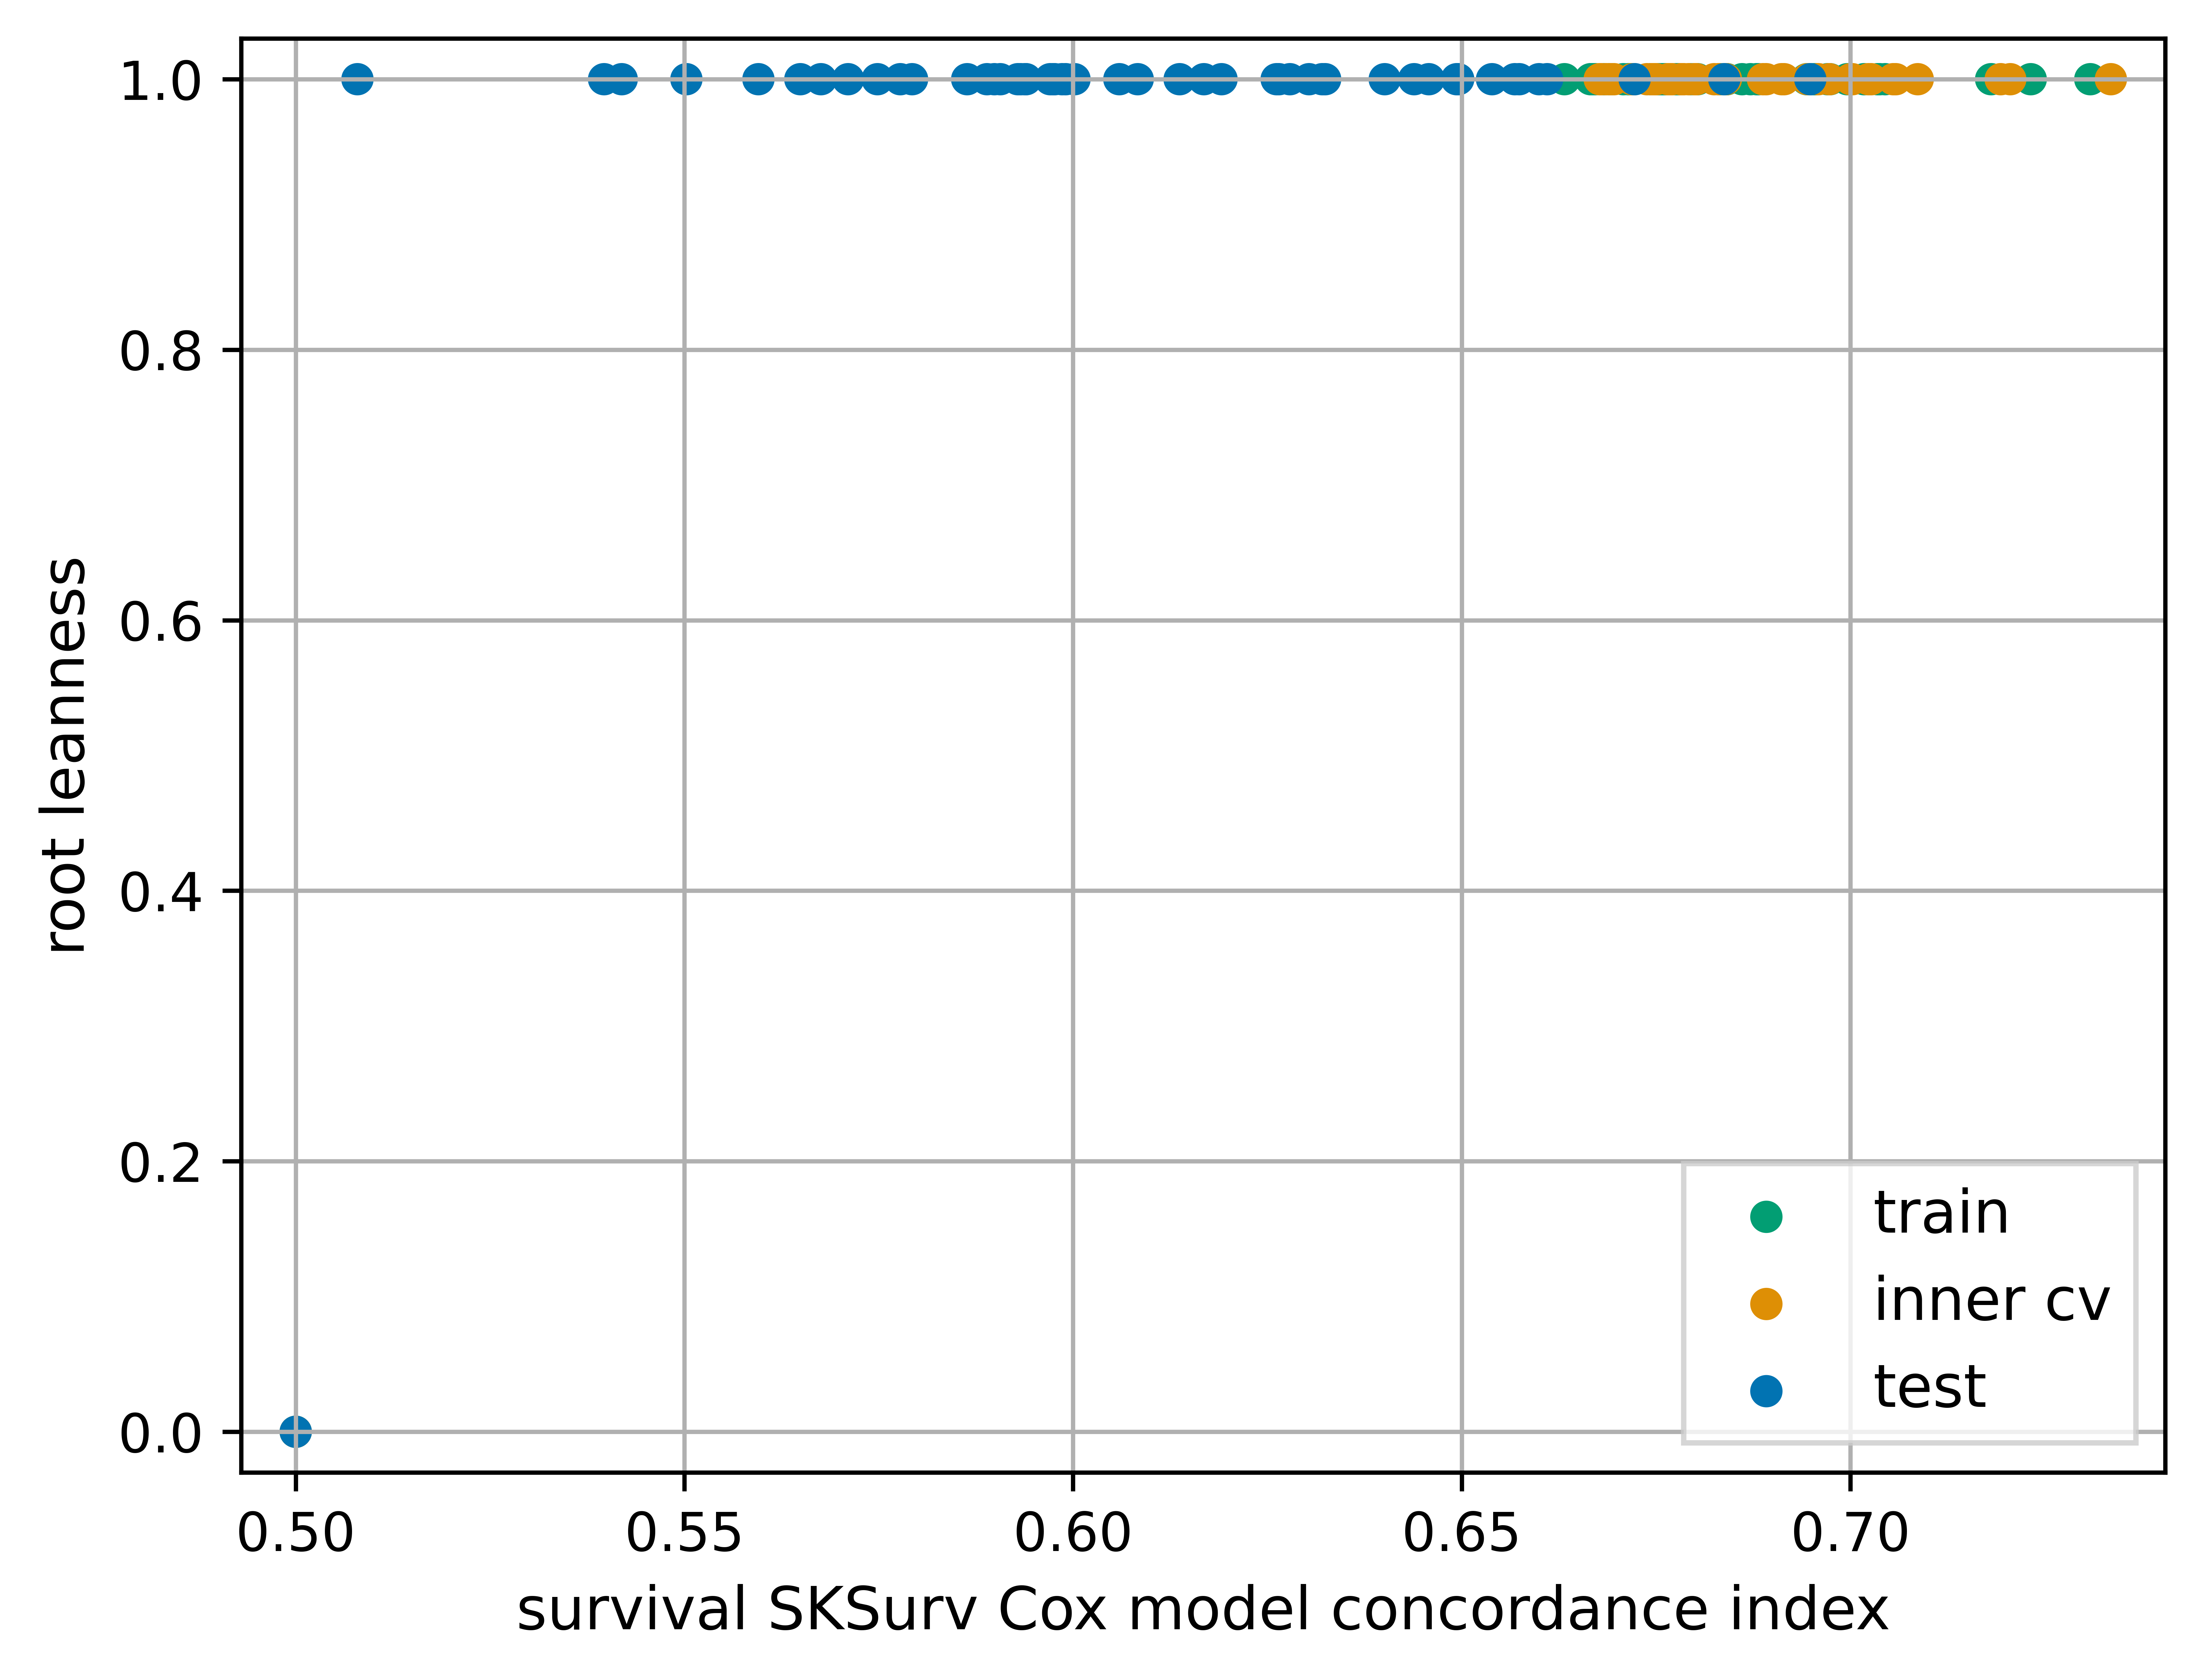 1.0
0.8
0.6
0.4
0.2
0.0
root leanness
train
inner cv
test
0.50 0.55 0.60 0.65 0.70
survival SKSurv Cox model concordance index